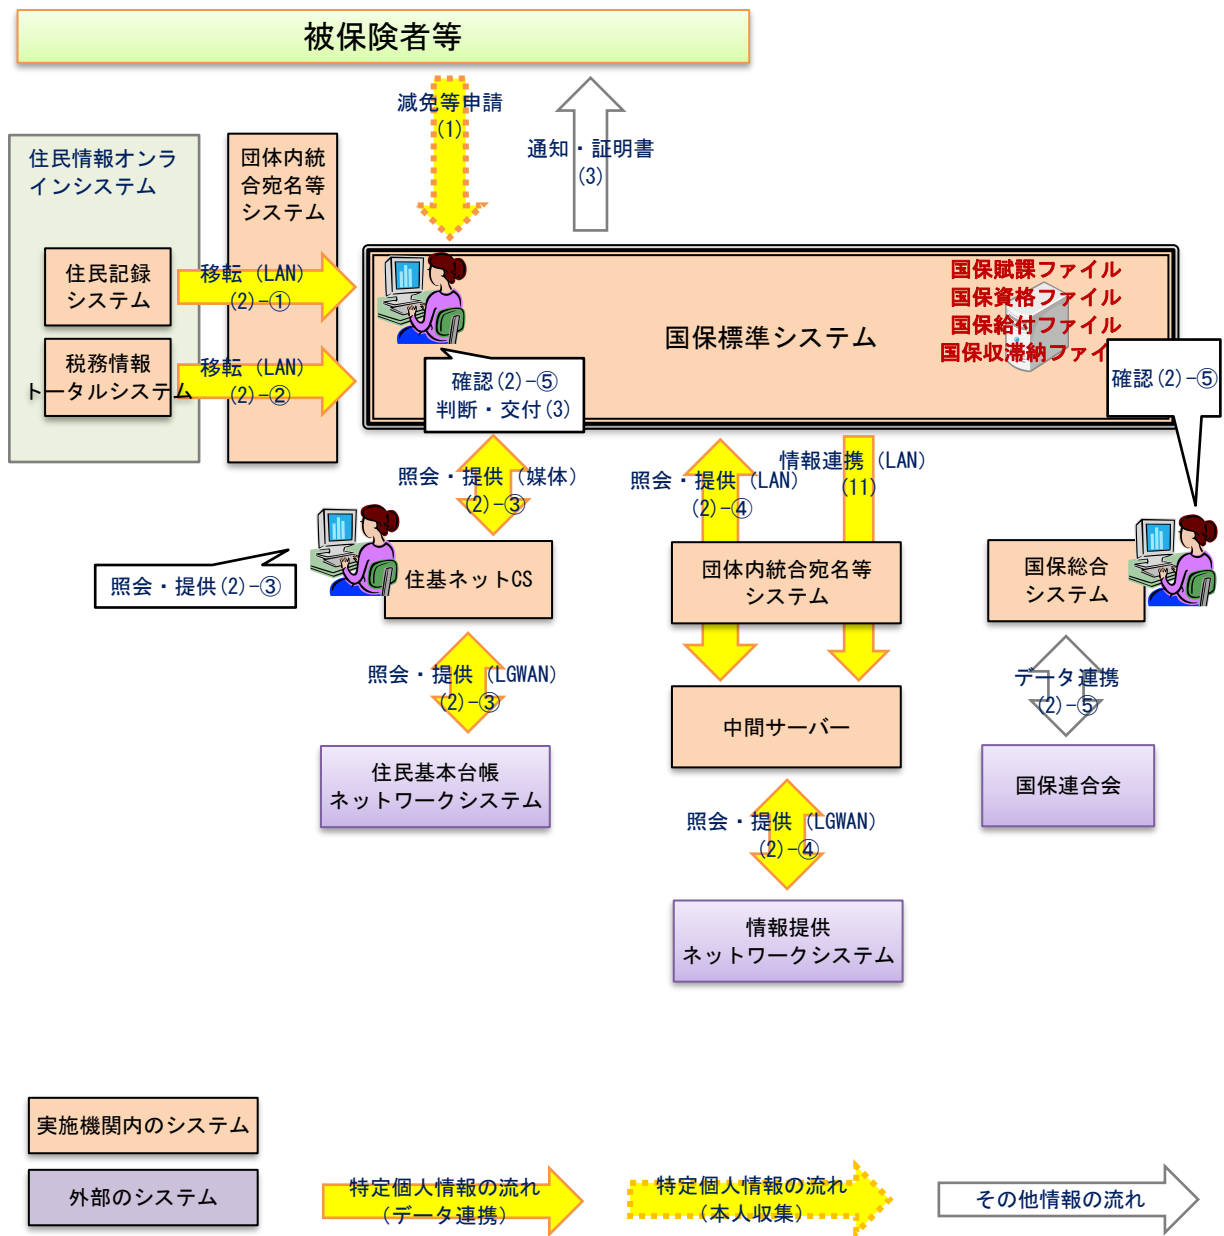 被保険者等
減免等申請
(1)
通知・証明書
(3)
住民情報オンラ
インシステム
団体内統
合宛名等
システム
住民記録
システム
移転（LAN）
(2)-①
税務情報
トータルシステム
移転（LAN）
(2)-②
国保標準システム
国保賦課ファイル
国保資格ファイル
国保給付ファイル
国保収滞納ファイ
確認(2)-⑤
判断・交付(3)
確認(2)-⑤
照会・提供（媒体）
(2)-③
照会・提供（LAN）
(2)-④
情報連携（LAN）
(11)
照会・提供(2)-③
住基ネットCS
団体内統合宛名等
システム
国保総合
システム
照会・提供（LGWAN）
(2)-③
データ連携
(2)-⑤
中間サーバー
住民基本台帳
ネットワークシステム
国保連合会
照会・提供（LGWAN）
(2)-④
情報提供
ネットワークシステム
実施機関内のシステム
外部のシステム
特定個人情報の流れ
（データ連携）
特定個人情報の流れ
（本人収集）
その他情報の流れ